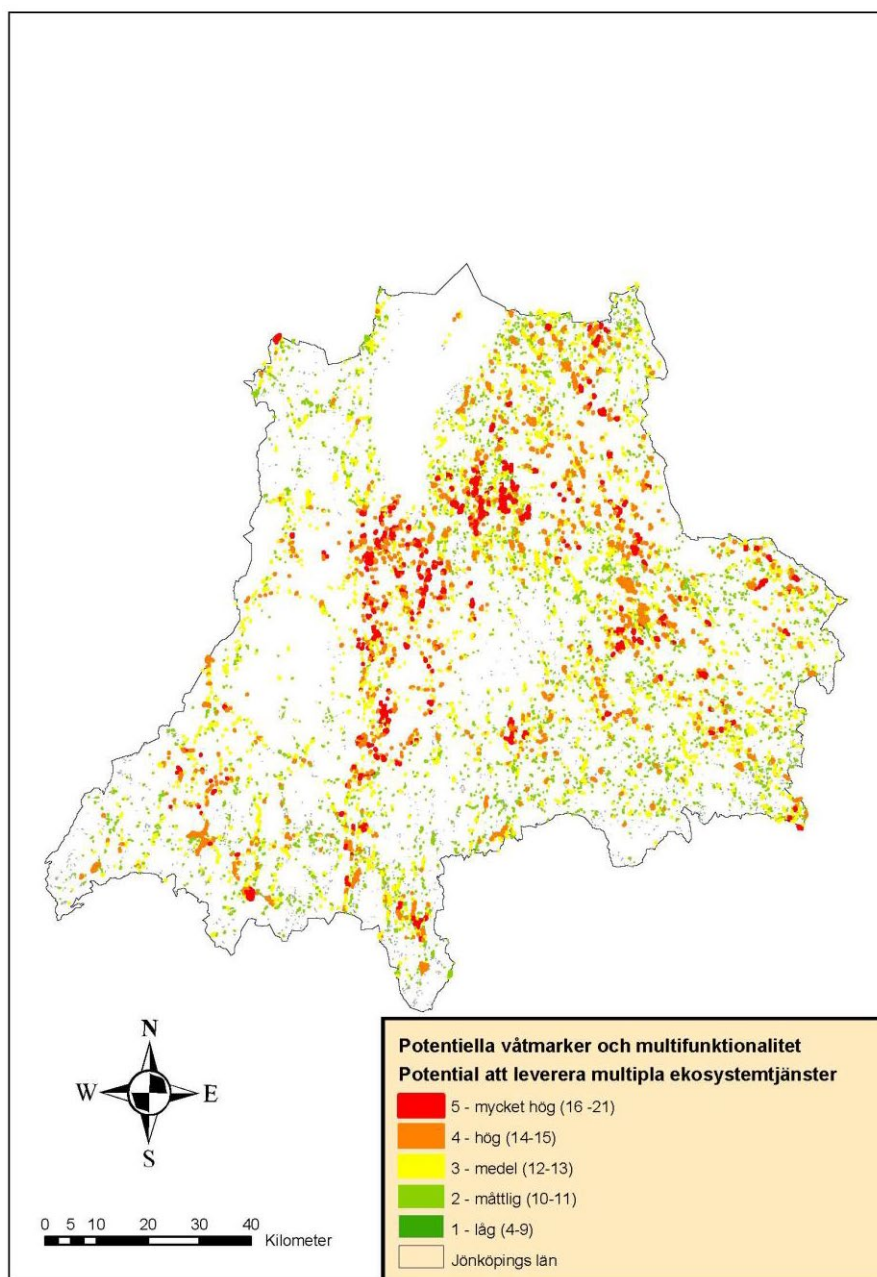 N
W E
S
0 5 10 20 30 40
Kilometer
Potentiella våtmarker och multifunktionalitet
Potential att leverera multipla ekosystemtjänster
5 - mycket hög (16 -21)
4 - hög (14-15)
3 - medel (12-13)
2 - måttlig (10-11)
1 - låg (4-9)
Jönköpings län